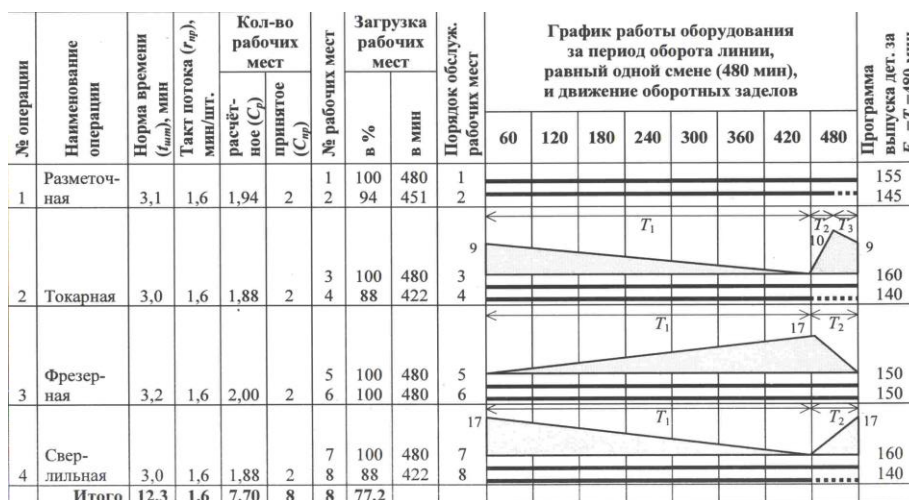 № операции
Наименование операции
Норма времени (tшт), мин
Такт потока (rпр), мин/шт.
Кол-во рабочих мест
расчёт-
ное (Cр)
принятое (Cпр)
№ рабочих мест
Загрузка рабочих мест
в %
в мин
Порядок обслуж. рабочих мест
График работы оборудования
за период оборота линии,
равный одной смене (480 мин),
и движение оборотных заделов
60 120 180 240 300 360 420 480
Программа выпуска дет. за
1 100 480 1 155
Разметоч-
1 ная 3,1 1,6 1,94 2 2 94 451 2 145
T1 T2 T3
9 10 9
3 100 480 3 160
2 Токарная 3,0 1,6 1,88 2 4 88 422 4 140
T1 17 T2
Фрезер-
5 100 480 5 150
3 ная 3,2 1,6 2,00 2 6 100 480 6 150
17 T1 T2 17
Свер-
7 100 480 7 160
4 лильная 3,0 1,6 1,88 2 8 88 422 8 140
Итого 12,3 1,6 7,70 8 8 77,2